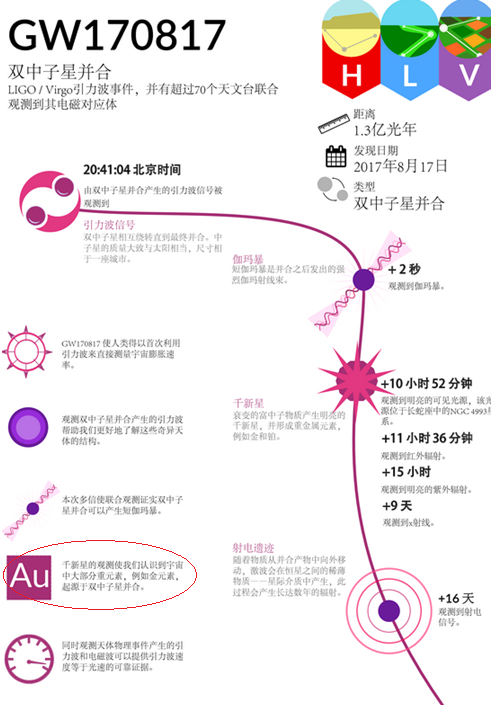 GW170817
双中子星并合
LIGO / Virgo引力波事件，并有超过70个天文台联合
观测到其电磁对应体
H L V
距离
1.3亿光年
发现日期
2017年8月17日
类型
双中子星并合
20:41:04 北京时间
由双中子星并合产生的引力波信号被
观测到
引力波信号
双中子星相互绕转直到最终并合。中
子星的质量大致与太阳相当，尺寸相
于一座城市。
伽玛暴
短伽玛暴是并合之后发出的强
烈伽玛射线束。
+ 2 秒
观测到伽玛暴。
GW170817 使人类得以首次利用
引力波来直接测量宇宙膨胀速
率。
+10 小时 52 分钟
观测到明亮的可见光源，该光
源位于长蛇座中的NGC 4993星
系。
千新星
衰变的富中子物质产生明亮的
千新星，并形成重金属元素，
例如金和铂。
观测双中子星并合产生的引力波
帮助我们更好地了解这些奇异天
体的结构。
+11 小时 36 分钟
观测到红外辐射。
+15 小时
观测到明亮的紫外辐射。
+9 天
观测到x射线。
本次多信使联合观测证实双中子
星并合可以产生短伽玛暴。
射电遗迹
随着物质从并合产物中向外移
动，激波会在恒星之间的稀薄
物质——星际介质中产生，此
过程会产生长达数年的辐射。
Au
千新星的观测使我们认识到宇宙
中大部分重元素，例如金元素，
起源于双中子星并合。
+16 天
观测到射电
信号。
同时观测天体物理事件产生的引
力波和电磁波可以提供引力波速
度等于光速的可靠证据。